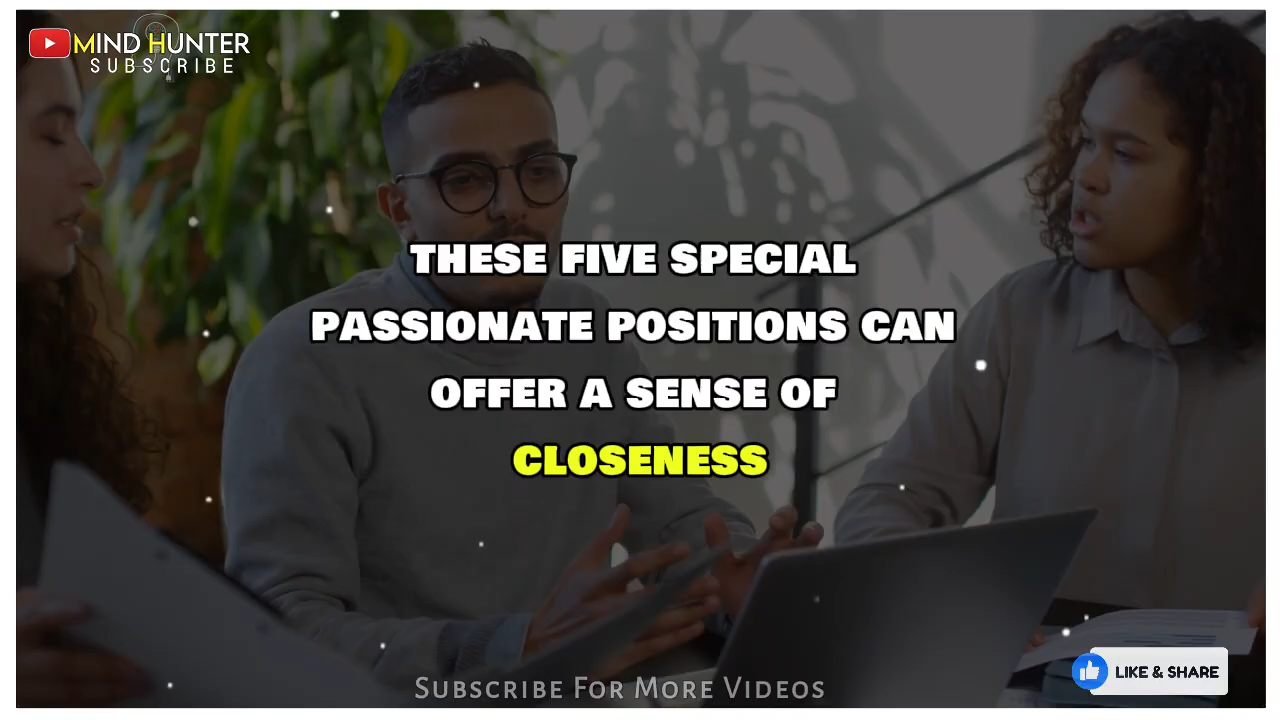 MIND HUNTER
SUBSCRIBE
THESE FIVE SPECIAL
PASSIONATE POSITIONS CAN
OFFER A SENSE OF
CLOSENESS
SUBSCRIBE FOR MORE VIDEOS
LIKE & SHARE